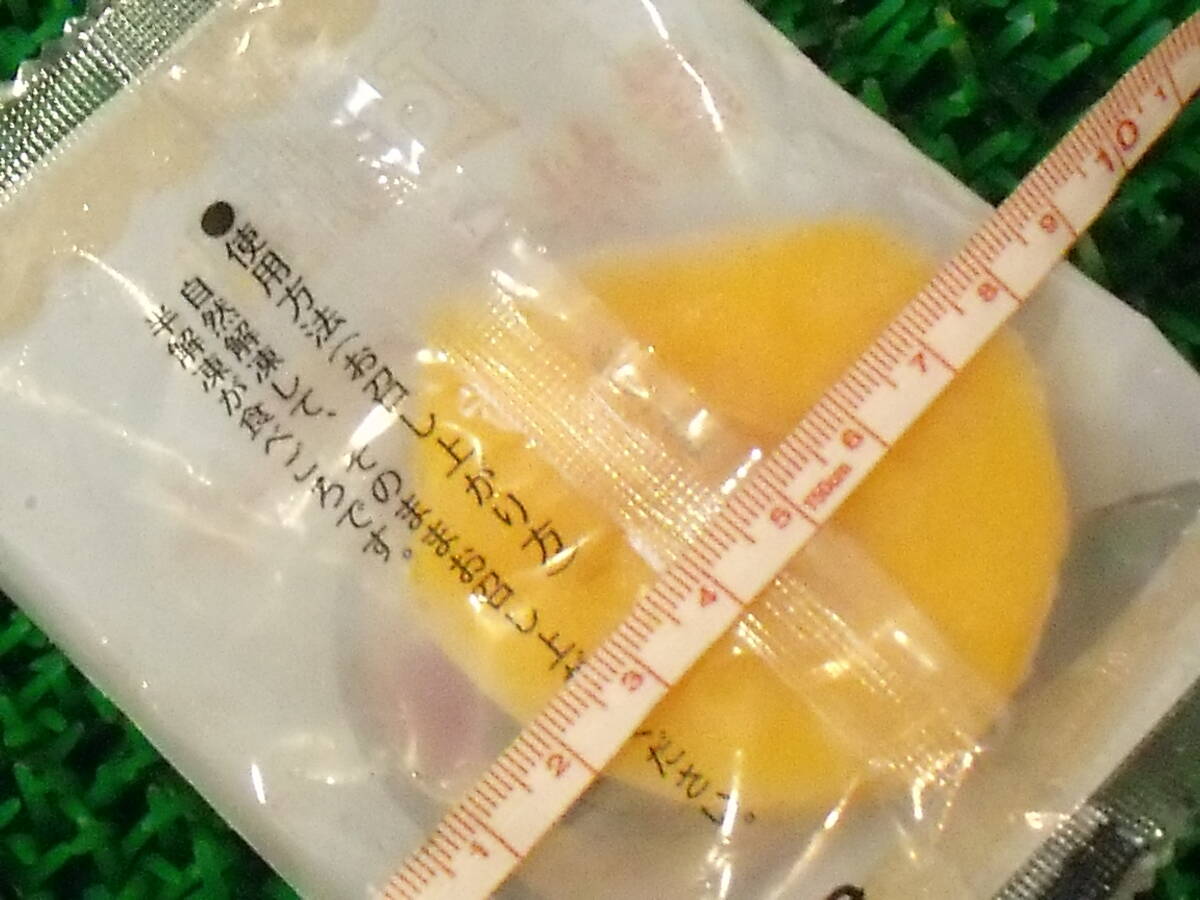 ●使用方法(お召し上がり方)
自然解凍して、そのままお召し上が
ださい。
半解凍が食べごろです。
1 2 3 4 5 6 7 8 9 10 1
150cm